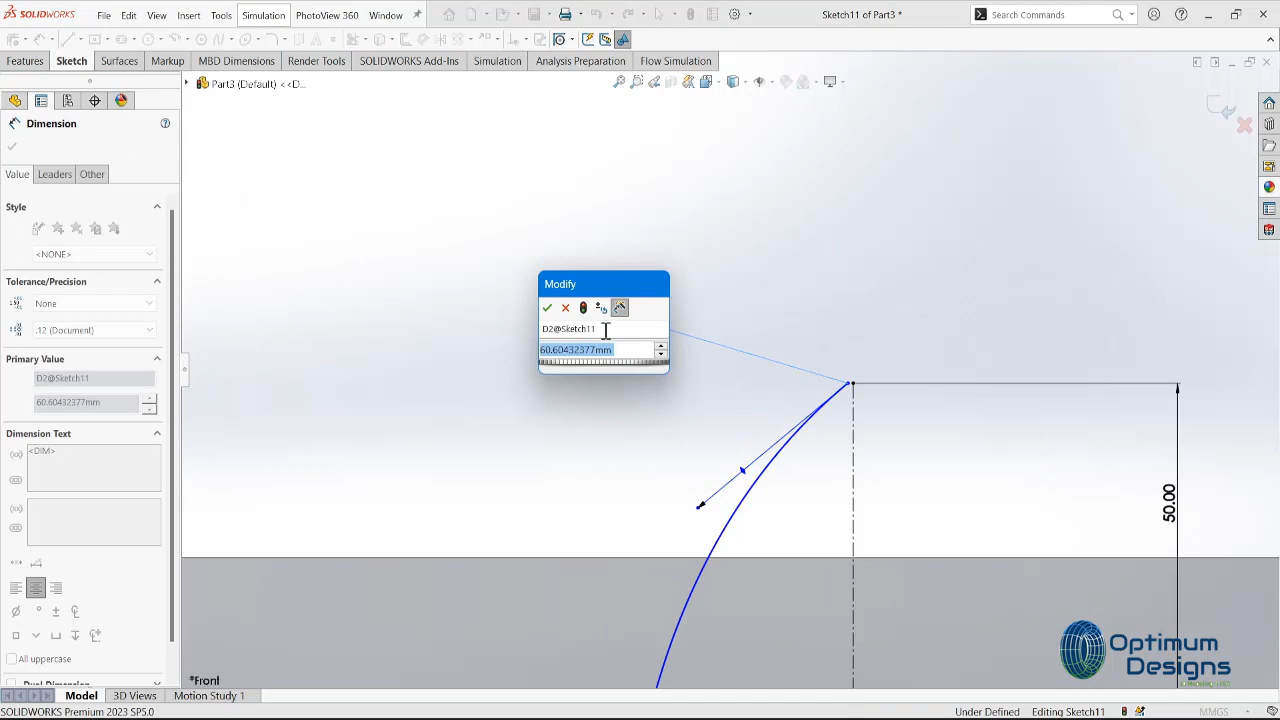 SOLIDWORKS
File
Edit
View
Insert
Tools
Simulation
PhotoView 360
Window
Sketch11 of Part3 *
Search Commands
Features
Sketch
Surfaces
Markup
MBD Dimensions
Render Tools
SOLIDWORKS Add-Ins
Simulation
Analysis Preparation
Flow Simulation
Part3 (Default) <<D...
Dimension
Value
Leaders
Other
Style
<NONE>
Tolerance/Precision
None
.12 (Document)
Primary Value
D2@Sketch11
60.60432377mm
Dimension Text
<DIM>
All uppercase
Dual Dimension
Modify
D2@Sketch11
60.60432377mm
50.00
*Front
Optimum
Designs
Model
3D Views
Motion Study 1
SOLIDWORKS Premium 2023 SP5.0
Under Defined
Editing Sketch11
MMGS